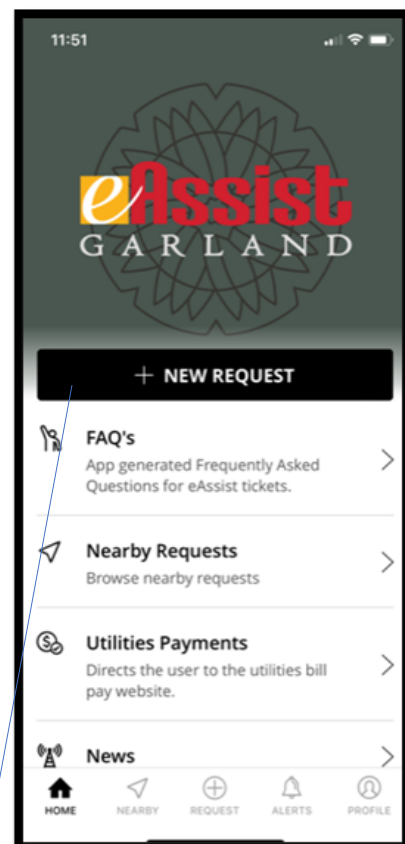 11:51
eAssist
GARLAND
+ NEW REQUEST
FAQ's
App generated Frequently Asked
Questions for eAssist tickets.
Nearby Requests
Browse nearby requests
Utilities Payments
Directs the user to the utilities bill
pay website.
News
HOME NEARBY REQUEST ALERTS PROFILE